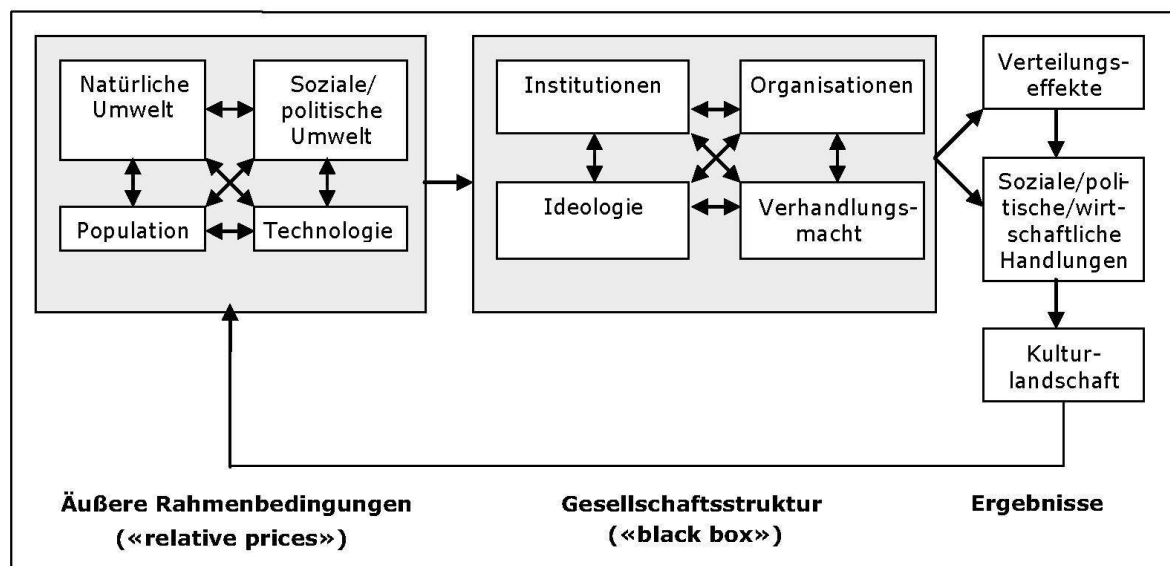 Natürliche
Umwelt
Soziale/
politische
Umwelt
Population
Technologie
Institutionen
Organisationen
Ideologie
Verhandlungs-
macht
Verteilungs-
effekte
Soziale/poli-
tische/wirt-
schaftliche
Handlungen
Kultur-
landschaft
Äußere Rahmenbedingungen
(«relative prices»)
Gesellschaftsstruktur
(«black box»)
Ergebnisse